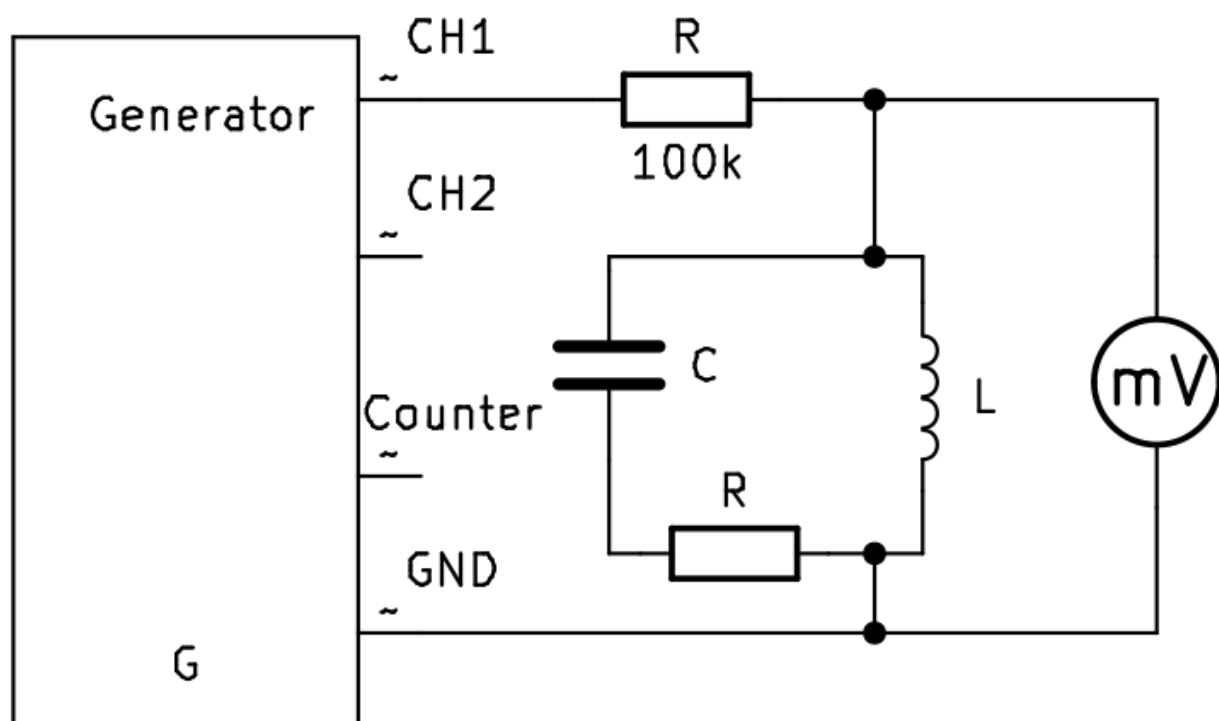 CH1
~
R
Generator
100k
CH2
~
C
mV
L
Counter
~
R
GND
~
G